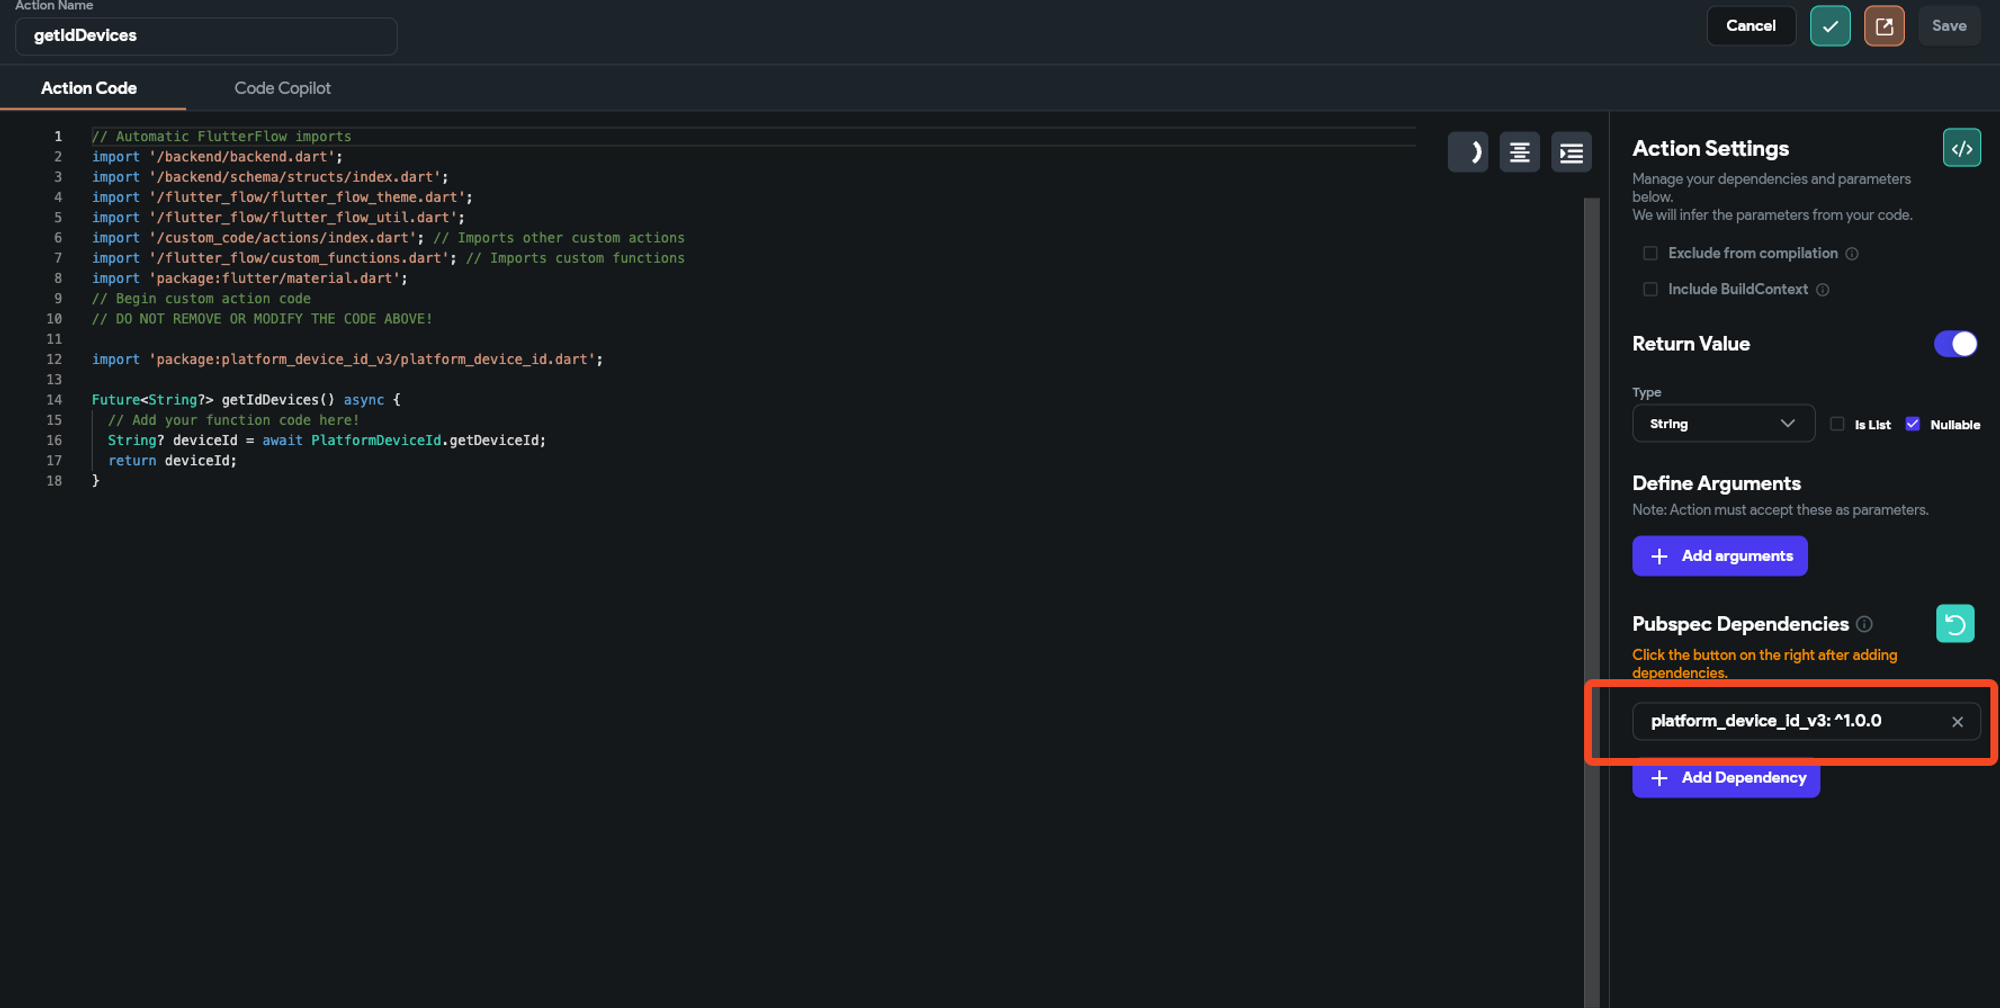 Action Name
getIdDevices
Cancel
Save
Action Code
Code Copilot
1 // Automatic FlutterFlow imports
2 import '/backend/backend.dart';
3 import '/backend/schema/structs/index.dart';
4 import '/flutter_flow/flutter_flow_theme.dart';
5 import '/flutter_flow/flutter_flow_util.dart';
6 import '/custom_code/actions/index.dart'; // Imports other custom actions
7 import '/flutter_flow/custom_functions.dart'; // Imports custom functions
8 import 'package:flutter/material.dart';
9 // Begin custom action code
10 // DO NOT REMOVE OR MODIFY THE CODE ABOVE!
11
12 import 'package:platform_device_id_v3/platform_device_id.dart';
13
14 Future<String?> getIdDevices() async {
15 // Add your function code here!
16 String? deviceId = await PlatformDeviceId.getDeviceId;
17 return deviceId;
18 }
Action Settings
Manage your dependencies and parameters
below.
We will infer the parameters from your code.
Exclude from compilation
Include BuildContext
Return Value
Type
String
Is List
Nullable
Define Arguments
Note: Action must accept these as parameters.
+ Add arguments
Pubspec Dependencies
Click the button on the right after adding
dependencies.
platform_device_id_v3: ^1.0.0
+ Add Dependency